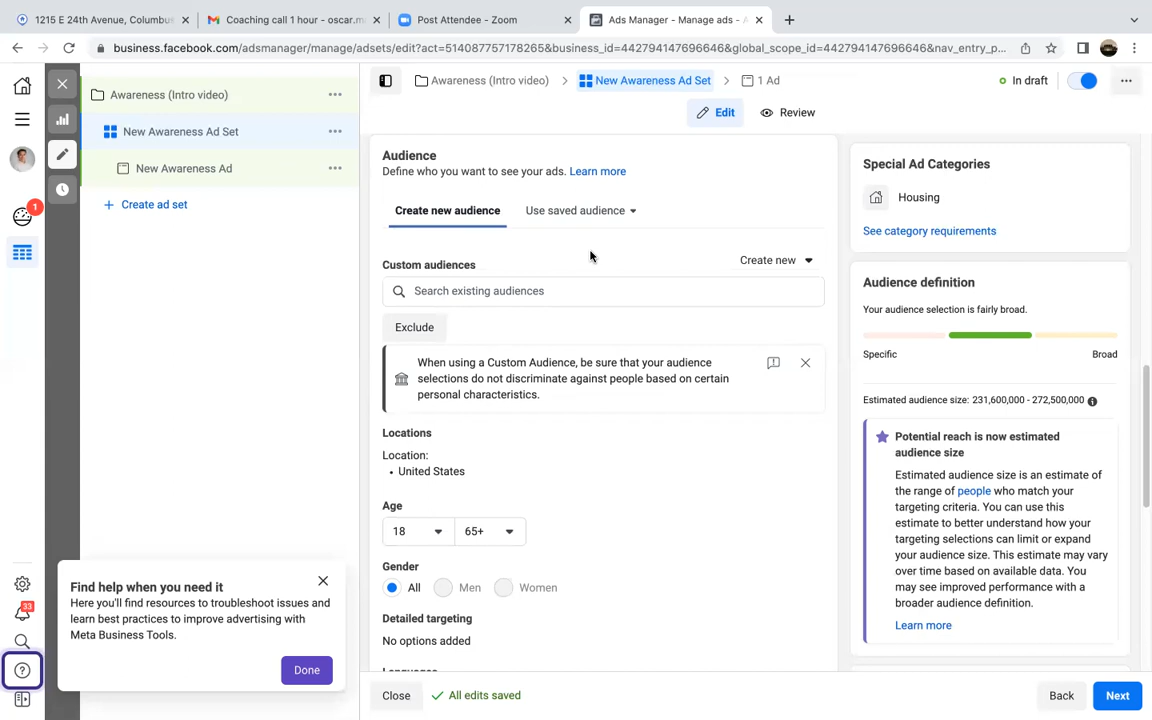 1215 E 24th Avenue, Columbu
Coaching call 1 hour - oscar.m
Post Attendee - Zoom
Ads Manager - Manage ads - A
business.facebook.com/adsmanager/manage/adsets/edit?act=514087757178265&business_id=442794147696646&global_scope_id=442794147696646&nav_entry_p...
Awareness (Intro video)
New Awareness Ad Set
New Awareness Ad
Create ad set
1
33
Find help when you need it
Here you'll find resources to troubleshoot issues and
learn best practices to improve advertising with
Meta Business Tools.
Done
Awareness (Intro video)
New Awareness Ad Set
1 Ad
In draft
Edit
Review
Audience
Define who you want to see your ads. Learn more
Create new audience
Use saved audience
Custom audiences
Create new
Search existing audiences
Exclude
When using a Custom Audience, be sure that your audience
selections do not discriminate against people based on certain
personal characteristics.
Locations
Location:
• United States
Age
18
65+
Gender
All
Men
Women
Detailed targeting
No options added
Languages
Close
All edits saved
Back
Next
Special Ad Categories
Housing
See category requirements
Audience definition
Your audience selection is fairly broad.
Specific
Broad
Estimated audience size: 231,600,000 - 272,500,000
Potential reach is now estimated
audience size
Estimated audience size is an estimate of
the range of people who match your
targeting criteria. You can use this
estimate to better understand how your
targeting selections can limit or expand
your audience size. This estimate may vary
over time based on available data. You
may see improved performance with a
broader audience definition.
Learn more